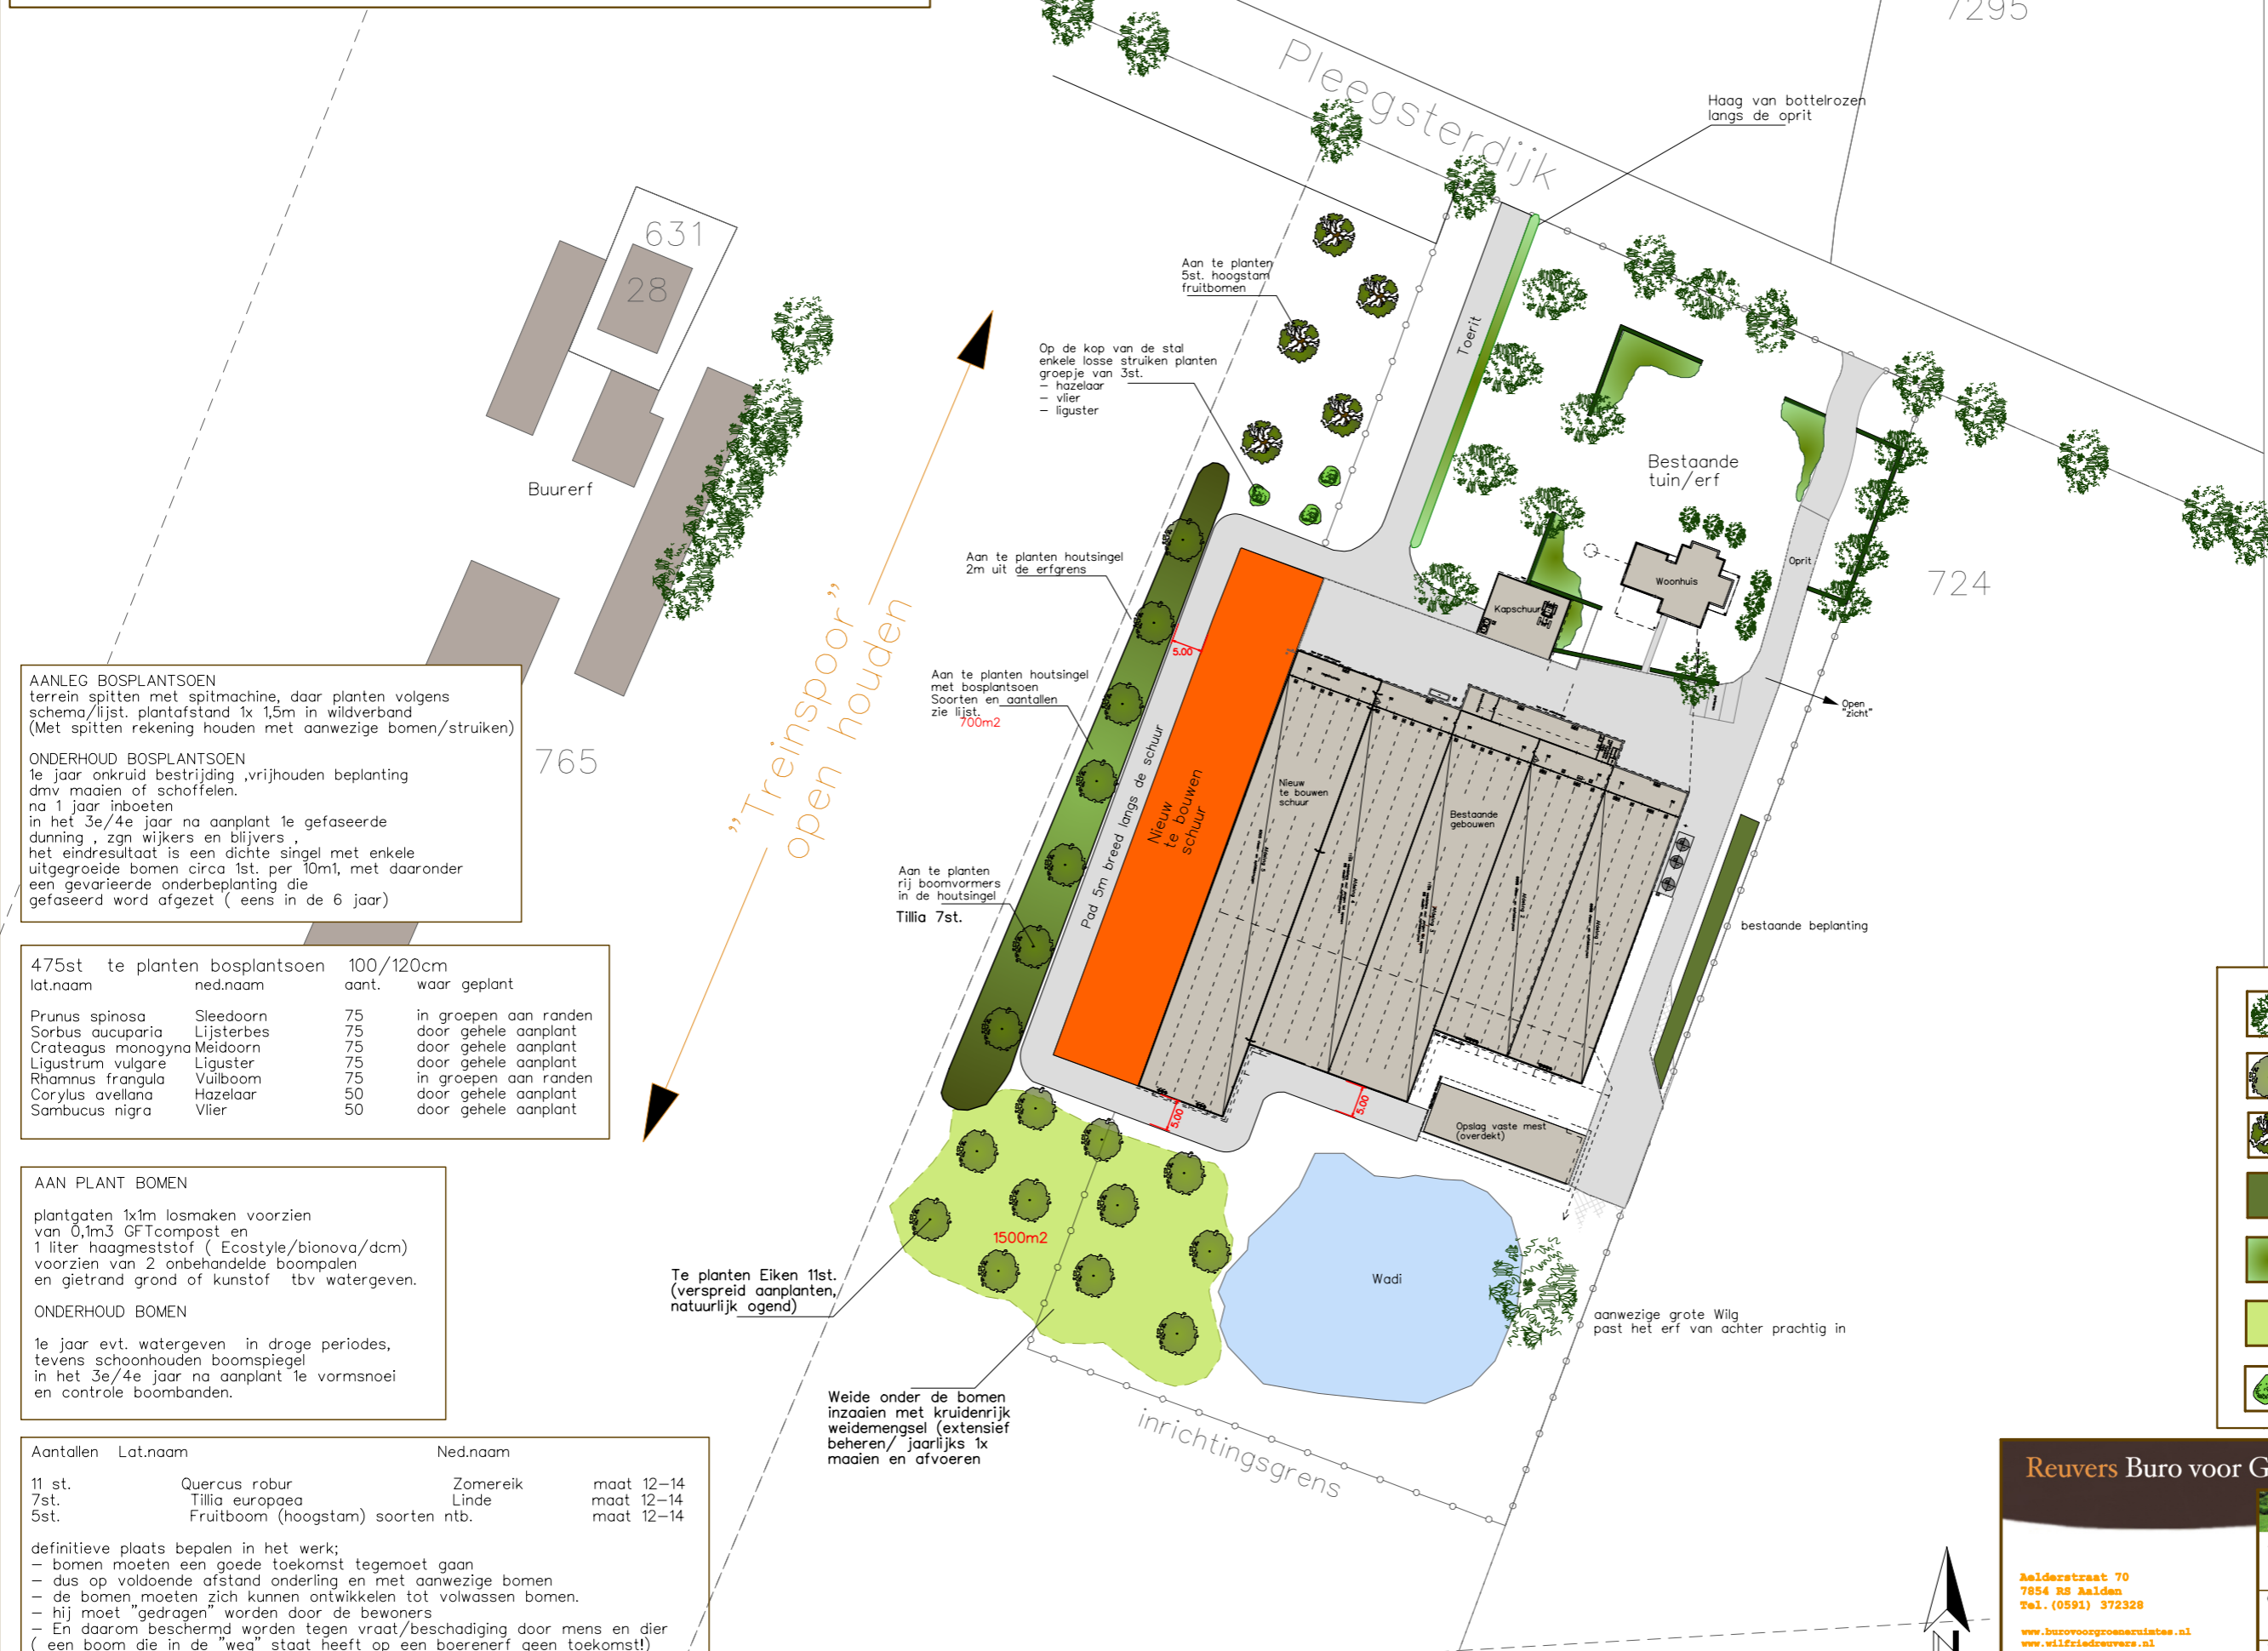 7295
Pleegsterdijk
Haag van bottelrozen
langs de oprit
631
28
Buurerf
Aan te planten
5st. hoogstam
fruitbomen
Toerit
Op de kop van de stal
enkele losse struiken planten
groepje van 3st.
– hazelaar
– vlier
– liguster
Bestaande
tuin/erf
Aan te planten houtsingel
2m uit de erfgrens
Woonhuis
Oprit
724
Kapschuur
"Treinspoor"
open houden
5.00
Aan te planten houtsingel
met bosplantsoen
Soorten en aantallen
zie lijst.
700m2
Open
"zicht"
AANLEG BOSPLANTSOEN
terrein spitten met spitmachine, daar planten volgens
schema/lijst. plantafstand 1x 1,5m in wildverband
(Met spitten rekening houden met aanwezige bomen/struiken)
ONDERHOUD BOSPLANTSOEN
1e jaar onkruid bestrijding ,vrijhouden beplanting
dmv maaien of schoffelen.
na 1 jaar inboeten
in het 3e/4e jaar na aanplant 1e gefaseerde
dunning , zgn wijkers en blijvers ,
het eindresultaat is een dichte singel met enkele
uitgegroeide bomen circa 1st. per 10m1, met daaronder
een gevarieerde onderbeplanting die
gefaseerd word afgezet ( eens in de 6 jaar)
765
Pad 5m breed langs de schuur
Nieuw
te bouwen
schuur
Nieuw
te bouwen
schuur
Bestaande
gebouwen
Aan te planten
rij boomvormers
in de houtsingel
Tillia 7st.
bestaande beplanting
475st te planten bosplantsoen 100/120cm
lat.naam ned.naam aant. waar geplant
Prunus spinosa Sleedoorn 75 in groepen aan randen
Sorbus aucuparia Lijsterbes 75 door gehele aanplant
Crateagus monogyna Meidoorn 75 door gehele aanplant
Ligustrum vulgare Liguster 75 door gehele aanplant
Rhamnus frangula Vuilboom 75 in groepen aan randen
Corylus avellana Hazelaar 50 door gehele aanplant
Sambucus nigra Vlier 50 door gehele aanplant
5.00
5.00
Opslag vaste mest
(overdekt)
AAN PLANT BOMEN
plantgaten 1x1m losmaken voorzien
van 0,1m3 GFTcompost en
1 liter haagmeststof ( Ecostyle/bionova/dcm)
voorzien van 2 onbehandelde boompalen
en gietrand grond of kunstof tbv watergeven.
ONDERHOUD BOMEN
1e jaar evt. watergeven in droge periodes,
tevens schoonhouden boomspiegel
in het 3e/4e jaar na aanplant 1e vormsnoei
en controle boombanden.
1500m2
Te planten Eiken 11st.
(verspreid aanplanten,
natuurlijk ogend)
Wadi
aanwezige grote Wilg
past het erf van achter prachtig in
Weide onder de bomen
inzaaien met kruidenrijk
weidemengsel (extensief
beheren/ jaarlijks 1x
maaien en afvoeren
inrichtingsgrens
Aantallen Lat.naam Ned.naam
11 st. Quercus robur Zomereik maat 12–14
7st. Tillia europaea Linde maat 12–14
5st. Fruitboom (hoogstam) soorten ntb. maat 12–14
definitieve plaats bepalen in het werk;
– bomen moeten een goede toekomst tegemoet gaan
– dus op voldoende afstand onderling en met aanwezige bomen
– de bomen moeten zich kunnen ontwikkelen tot volwassen bomen.
– hij moet "gedragen" worden door de bewoners
– En daarom beschermd worden tegen vraat/beschadiging door mens en dier
( een boom die in de "weg" staat heeft op een boerenerf geen toekomst!)
Reuvers Buro voor G
Aelderstraat 70
7854 RS Aalden
Tel. (0591) 372328
www.burovoorgroeneruimtes.nl
www.wilfriedreuvers.nl
N